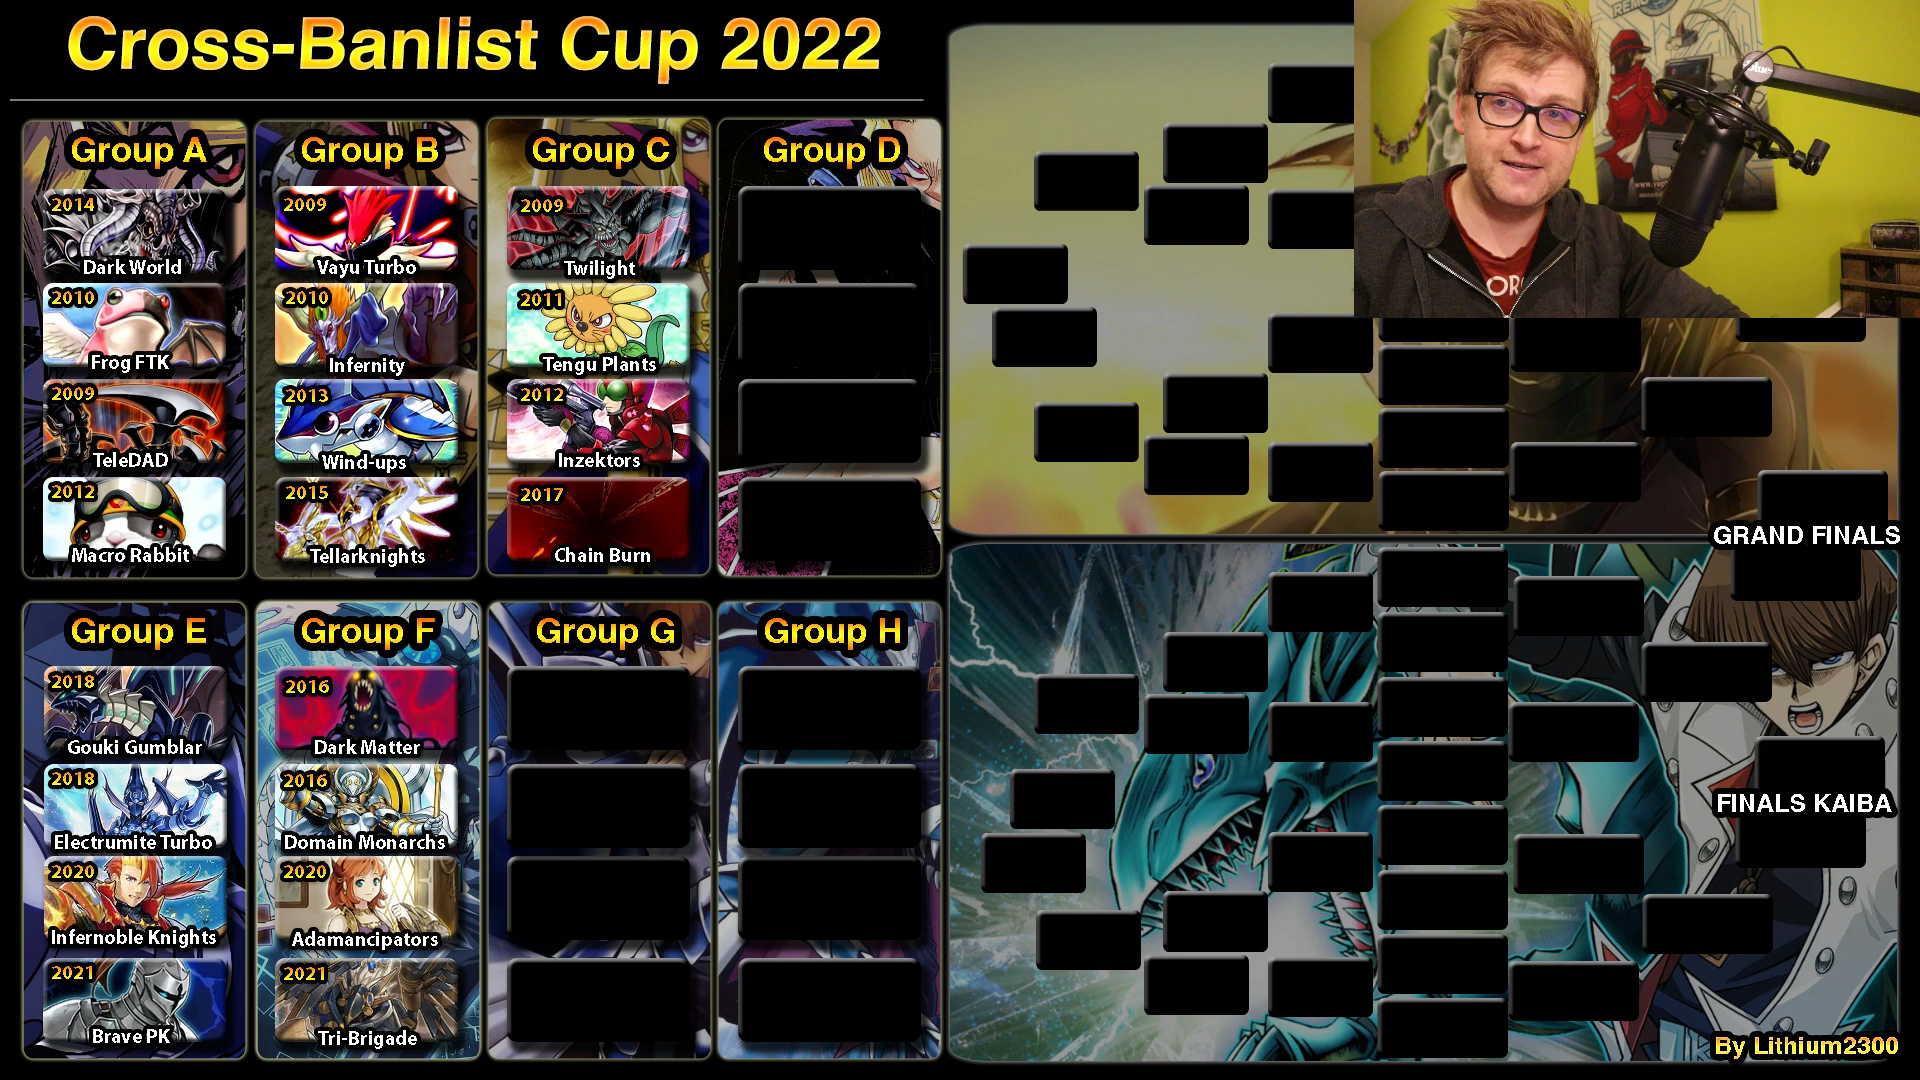 Cross-Banlist Cup 2022
Group A
2014
Dark World
2010
Frog FTK
2009
TeleDAD
2012
Macro Rabbit
Group B
2009
Vayu Turbo
2010
Infernity
2013
Wind-ups
2015
Tellarknights
Group C
2009
Twilight
2011
Tengu Plants
2012
Inzektors
2017
Chain Burn
Group D
Group E
2018
Gouki Gumblar
2018
Electrumite Turbo
2020
Infernoble Knights
2021
Brave PK
Group F
2016
Dark Matter
2016
Domain Monarchs
2020
Adamancipators
2021
Tri-Brigade
Group G
Group H
GRAND FINALS
FINALS KAIBA
By Lithium2300